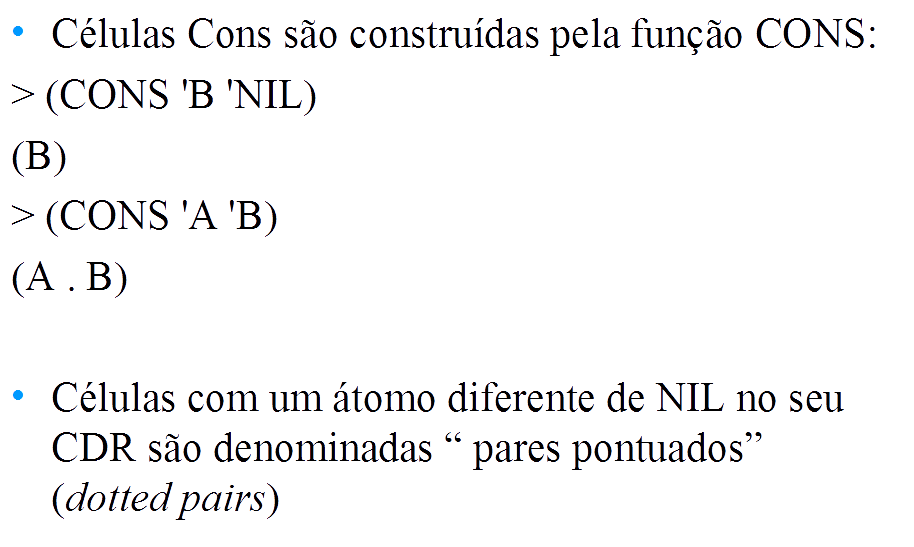 • Células Cons são construídas pela função CONS:
> (CONS 'B 'NIL)
(B)
> (CONS 'A 'B)
(A . B)
• Células com um átomo diferente de NIL no seu
CDR são denominadas “ pares pontuados”
(dotted pairs)